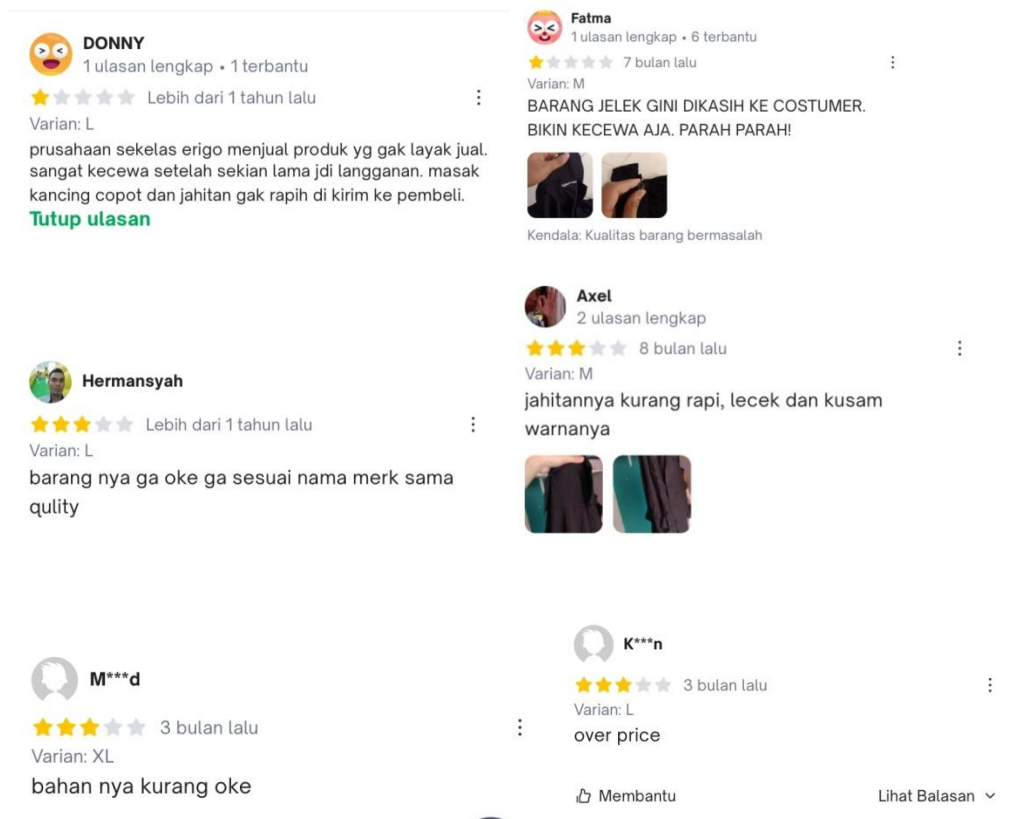 DONNY
1 ulasan lengkap • 1 terbantu
Lebih dari 1 tahun lalu
Varian: L
prusahaan sekelas erigo menjual produk yg gak layak jual.
sangat kecewa setelah sekian lama jdi langganan. masak
kancing copot dan jahitan gak rapih di kirim ke pembeli.
Tutup ulasan
Fatma
1 ulasan lengkap • 6 terbantu
7 bulan lalu
Varian: M
BARANG JELEK GINI DIKASIH KE COSTUMER.
BIKIN KECEWA AJA. PARAH PARAH!
Kendala: Kualitas barang bermasalah
Axel
2 ulasan lengkap
8 bulan lalu
Varian: M
jahitannya kurang rapi, lecek dan kusam
warnanya
Hermansyah
Lebih dari 1 tahun lalu
Varian: L
barang nya ga oke ga sesuai nama merk sama
qulity
M***d
3 bulan lalu
Varian: XL
bahan nya kurang oke
K***n
3 bulan lalu
Varian: L
over price
Membantu
Lihat Balasan